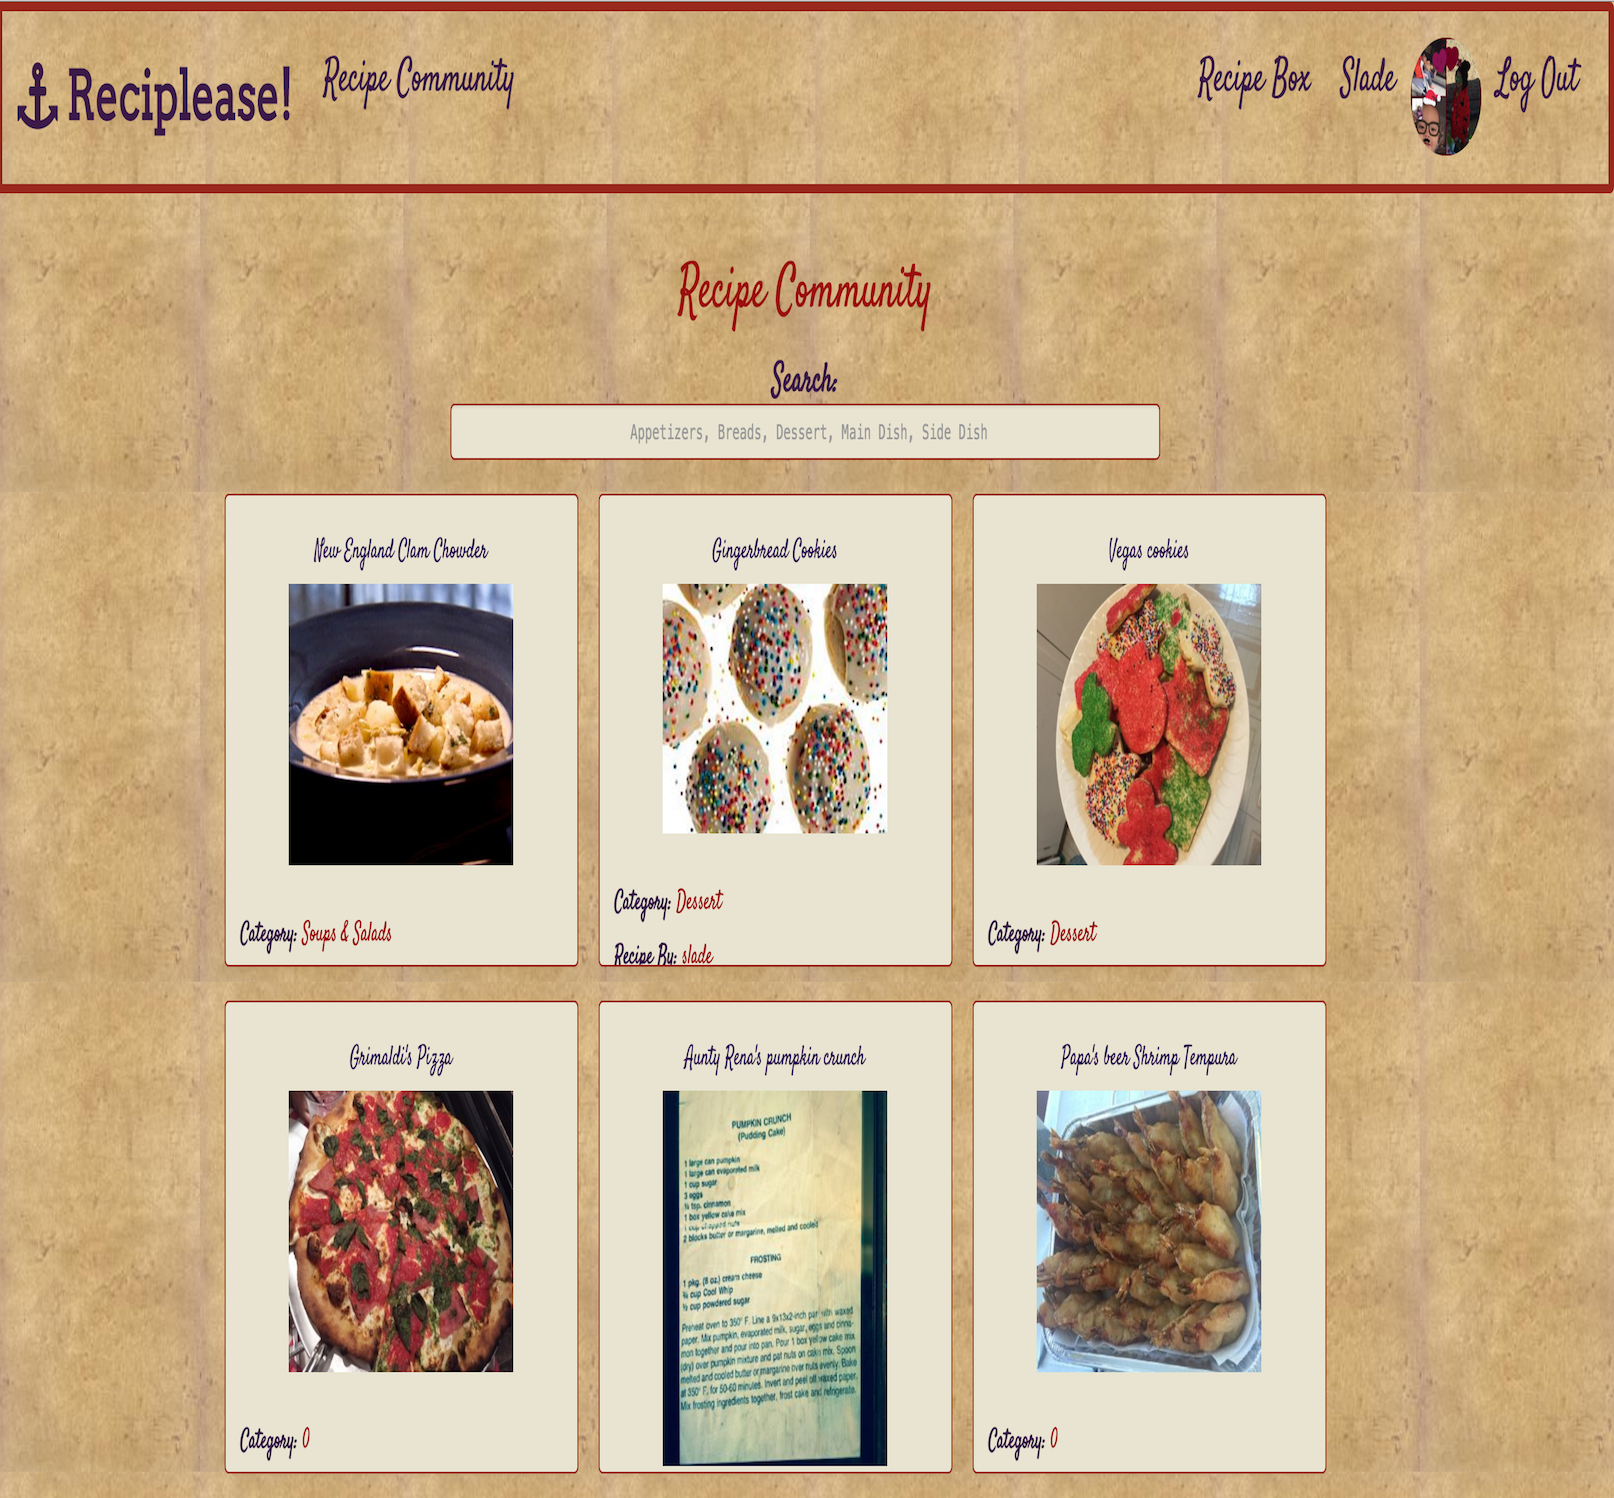 Reciplease!
Recipe Community
Recipe Box
Slade
Log Out
Recipe Community
Search:
Appetizers, Breads, Dessert, Main Dish, Side Dish
New England Clam Chowder
Gingerbread Cookies
Vegas cookies
Category: Soups & Salads
Category: Dessert
Recipe By: slade
Category: Dessert
Grimaldi's Pizza
Aunty Rena's pumpkin crunch
Papa's beer Shrimp Tempura
PUMPKIN CRUNCH
(Pudding Cake)
1 large can pumpkin
1 large can evaporated milk
1 cup sugar
3 eggs
tsp. cinnamon
1 box yellow cake mix
1 cup chopped nuts
2 blocks butter or margarine, melted and cooled
FROSTING
1 pkg. (8 oz.) cream cheese
cup Cool Whip
cup powdered sugar
Preheat oven to 350° F. Line a 9x13x2-inch pan with waxed
paper. Mix pumpkin, evaporated milk, sugar, eggs and cinna-
mon together and pour into pan. Pour 1 box yellow cake mix
(dry) over pumpkin mixture and pat nuts on cake mix. Spoon
melted and cooled butter or margarine over nuts evenly. Bake
at 350° F. for 50-60 minutes. Invert and peel off waxed paper.
Mix frosting ingredients together, frost cake and refrigerate.
Category: 0
Category: 0